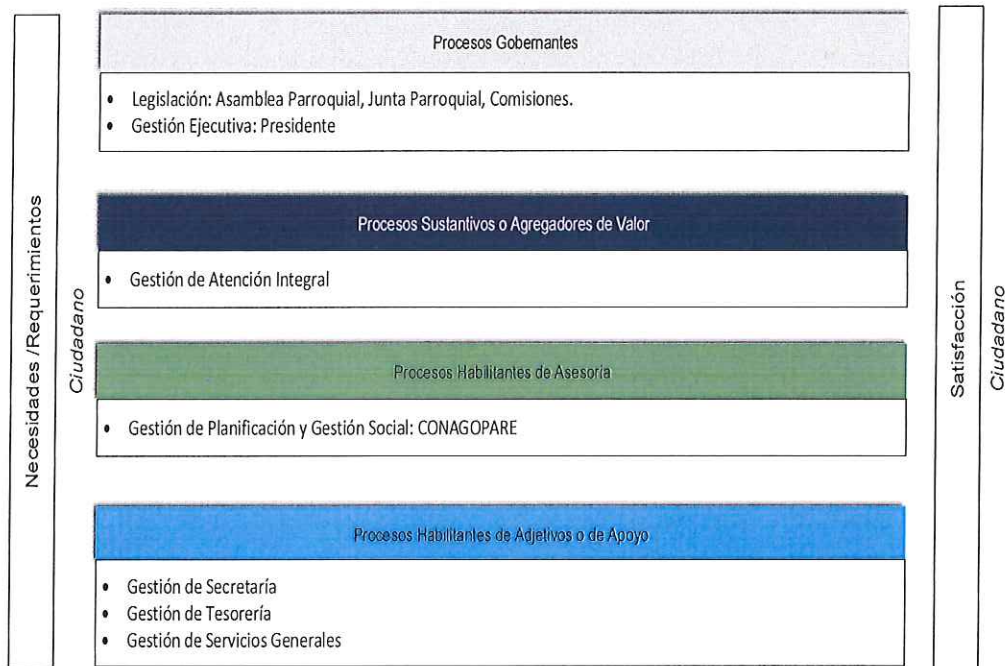 Necesidades /Requerimientos
Ciudadano
Procesos Gobernantes
• Legislación: Asamblea Parroquial, Junta Parroquial, Comisiones.
• Gestión Ejecutiva: Presidente
Procesos Sustantivos o Agregadores de Valor
• Gestión de Atención Integral
Procesos Habilitantes de Asesoría
• Gestión de Planificación y Gestión Social: CONAGOPARE
Procesos Habilitantes de Adjetivos o de Apoyo
• Gestión de Secretaría
• Gestión de Tesorería
• Gestión de Servicios Generales
Satisfacción
Ciudadano